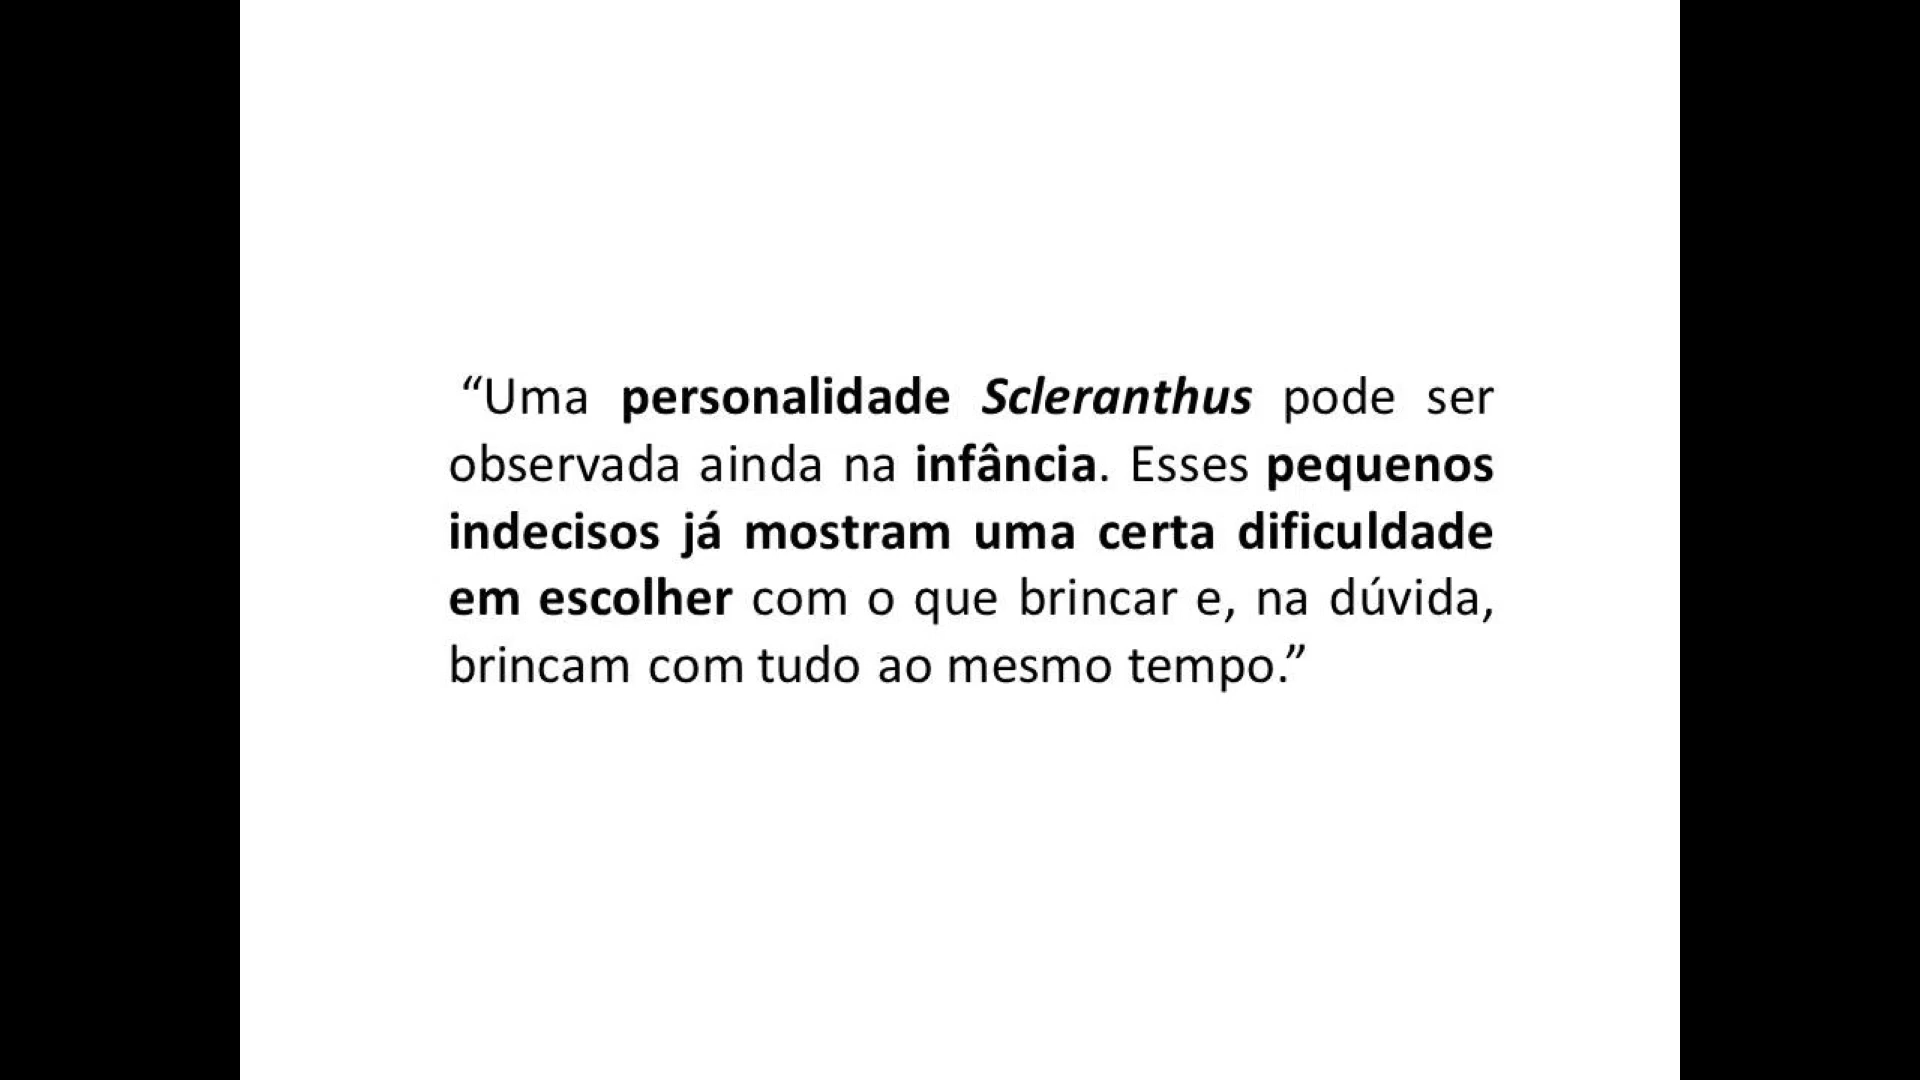 “Uma personalidade Scleranthus pode ser
observada ainda na infância. Esses pequenos
indecisos já mostram uma certa dificuldade
em escolher com o que brincar e, na dúvida,
brincam com tudo ao mesmo tempo.”